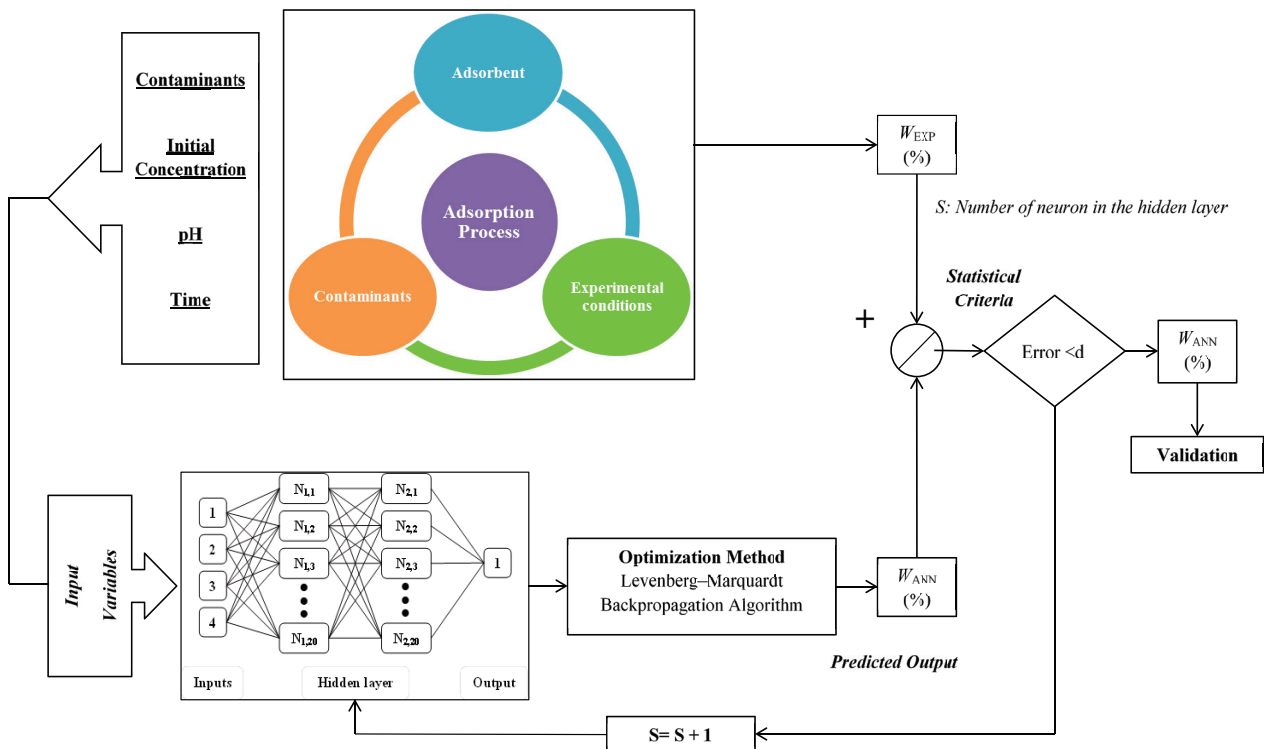 Contaminants
Initial
Concentration
pH
Time
Adsorbent
Adsorption
Process
Contaminants
Experimental
conditions
W_EXP
(%)
S: Number of neuron in the hidden layer
Statistical
Criteria
+
Error <d
W_ANN
(%)
Validation
Input
Variables
1
2
3
4
N1,1
N1,2
N1,3
N1,20
N2,1
N2,2
N2,3
N2,20
1
Inputs
Hidden layer
Output
Optimization Method
Levenberg–Marquardt
Backpropagation Algorithm
W_ANN
(%)
Predicted Output
S= S + 1